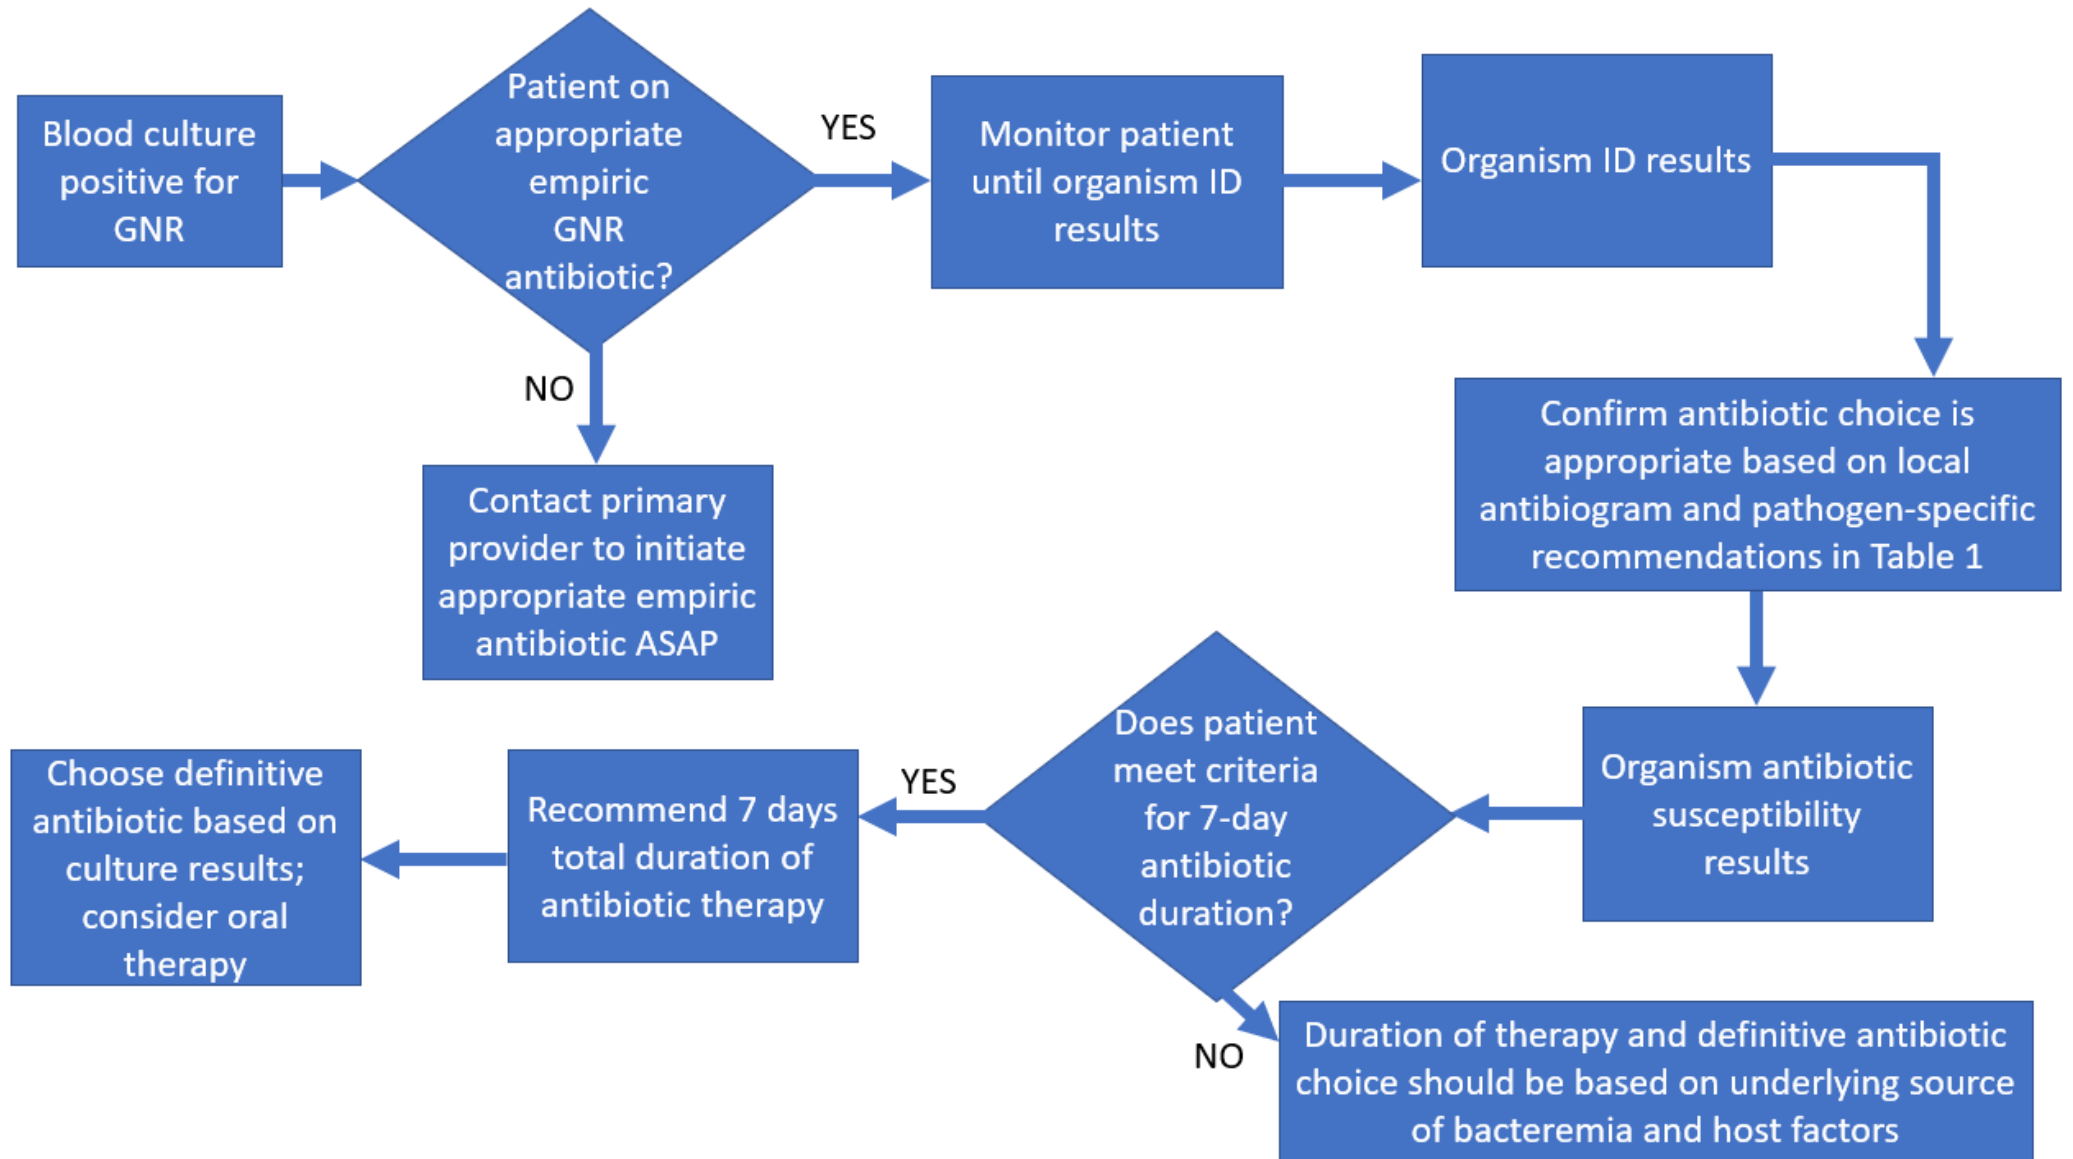 Blood culture
positive for
GNR
Patient on
appropriate
empiric
GNR
antibiotic?
YES
Monitor patient
until organism ID
results
Organism ID results
NO
Contact primary
provider to initiate
appropriate empiric
antibiotic ASAP
Confirm antibiotic choice is
appropriate based on local
antibiogram and pathogen-specific
recommendations in Table 1
Organism antibiotic
susceptibility
results
Does patient
meet criteria
for 7-day
antibiotic
duration?
YES
Recommend 7 days
total duration of
antibiotic therapy
Choose definitive
antibiotic based on
culture results;
consider oral
therapy
NO
Duration of therapy and definitive antibiotic
choice should be based on underlying source
of bacteremia and host factors